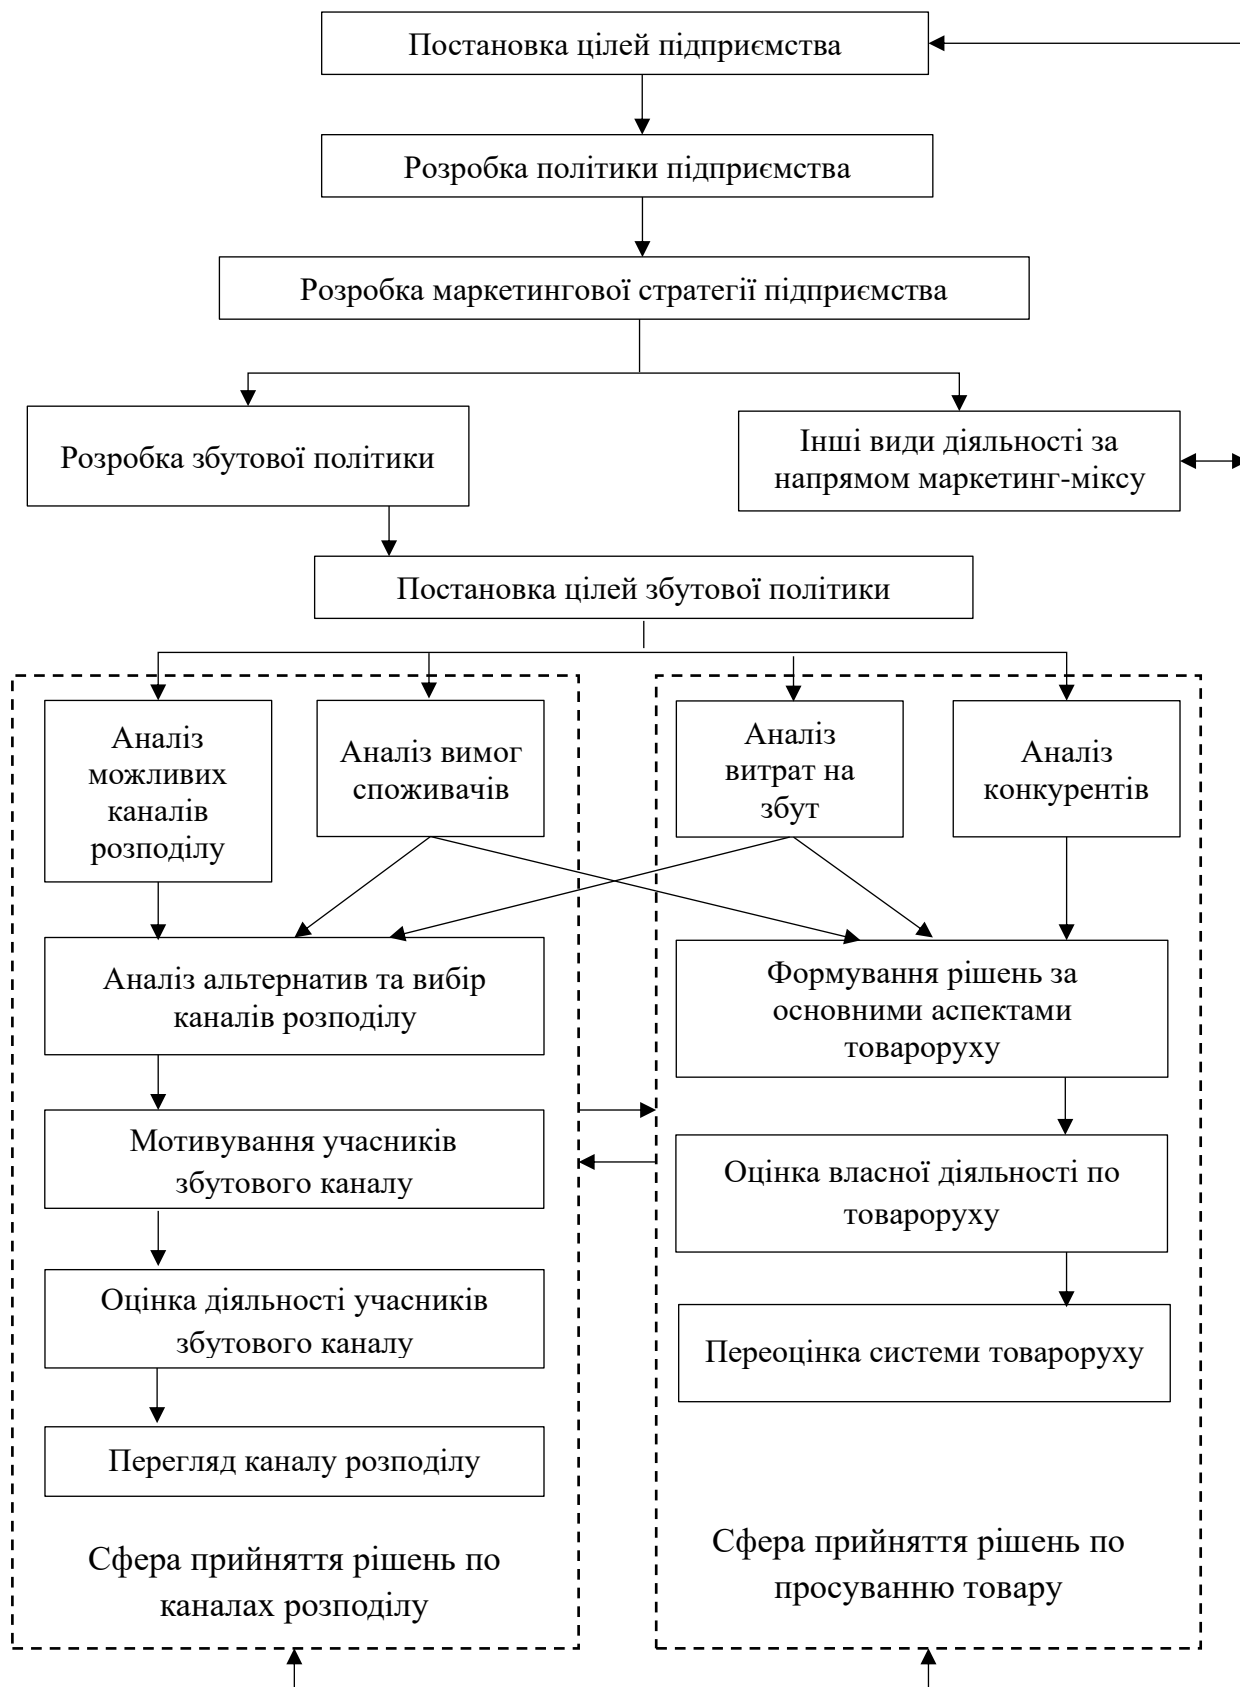 Постановка цілей підприємства
Розробка політики підприємства
Розробка маркетингової стратегії підприємства
Розробка збутової політики
Інші види діяльності за
напрямом маркетинг-міксу
Постановка цілей збутової політики
Аналіз
можливих
каналів
розподілу
Аналіз вимог
споживачів
Аналіз
витрат на
збут
Аналіз
конкурентів
Аналіз альтернатив та вибір
каналів розподілу
Формування рішень за
основними аспектами
товароруху
Мотивування учасників
збутового каналу
Оцінка власної діяльності по
товароруху
Оцінка діяльності учасників
збутового каналу
Переоцінка системи товароруху
Перегляд каналу розподілу
Сфера прийняття рішень по
каналах розподілу
Сфера прийняття рішень по
просуванню товару